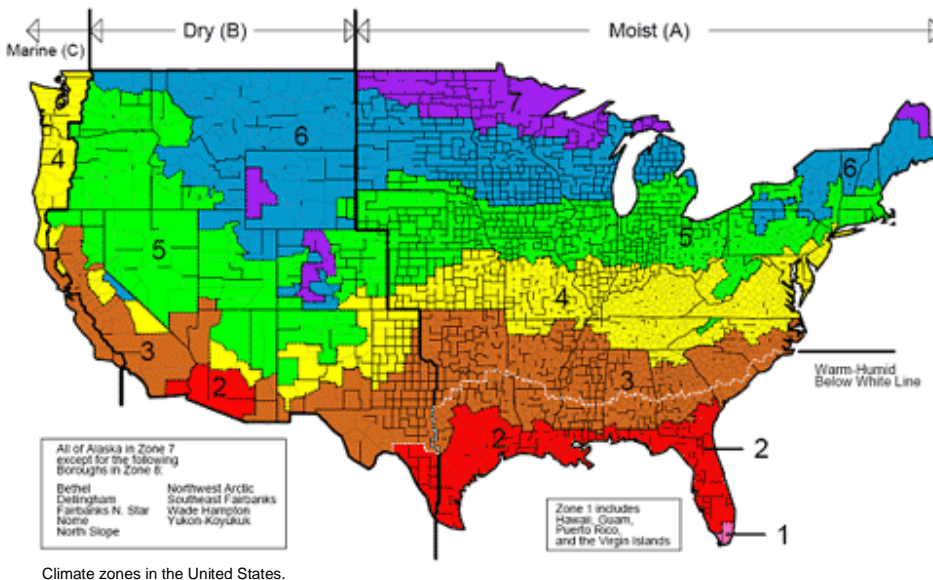 Marine (C)
Dry (B)
Moist (A)
7
6
6
4
5
5
4
3
3
2
2
2
1
Warm-Humid
Below White Line
All of Alaska in Zone 7
except for the following
Boroughs in Zone 8:
Bethel Northwest Arctic
Dellingham Southeast Fairbanks
Fairbanks N. Star Wade Hampton
Nome Yukon-Koyukuk
North Slope
Zone 1 includes
Hawaii, Guam,
Puerto Rico,
and the Virgin Islands
Climate zones in the United States.